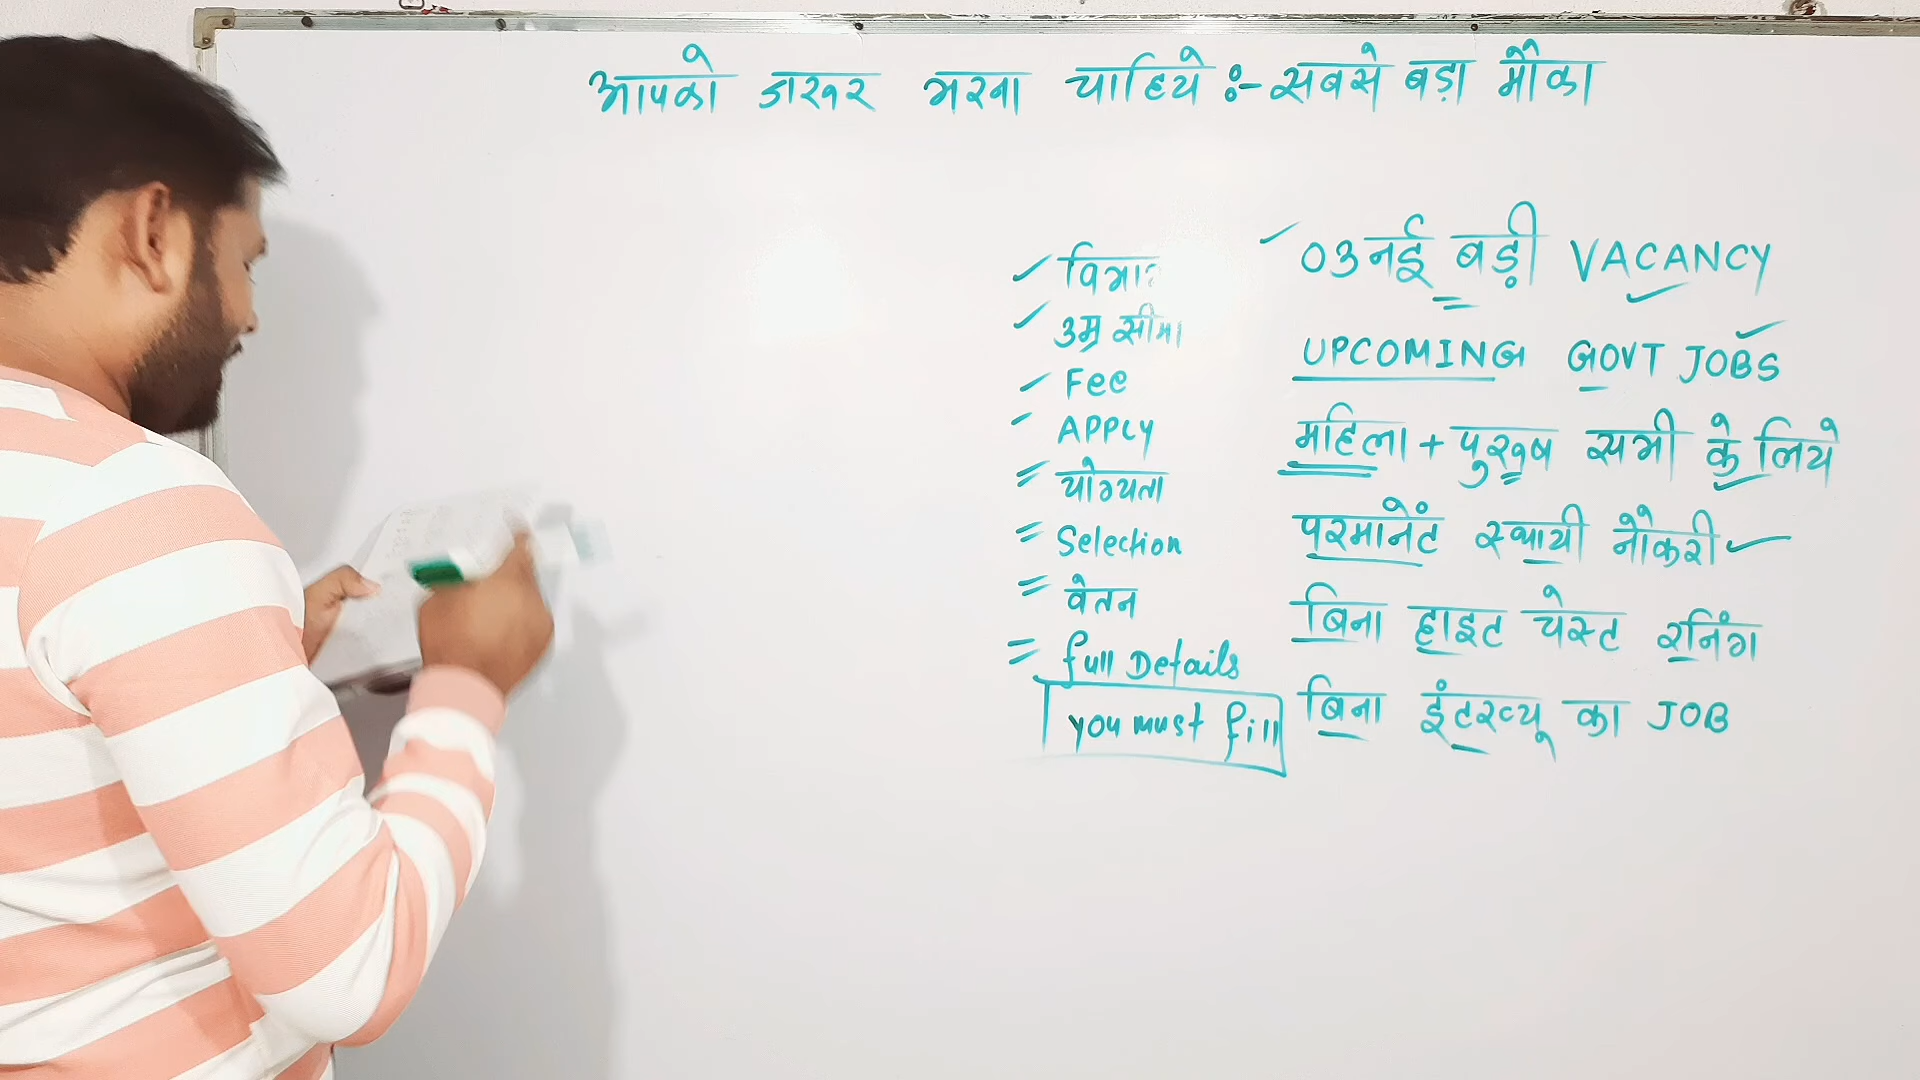 आपको जरुर भरना चाहिये :- सबसे बड़ा मौका
विभाग
उम्र सीमा
Fee
APPLY
योग्यता
Selection
वेतन
full Details
you must fill
03 नई बड़ी VACANCY
UPCOMING GOVT JOBS
महिला + पुरुष सभी के लिये
परमानेंट स्थायी नौकरी
बिना हाइट चेस्ट रनिंग
बिना इंटरव्यू का JOB